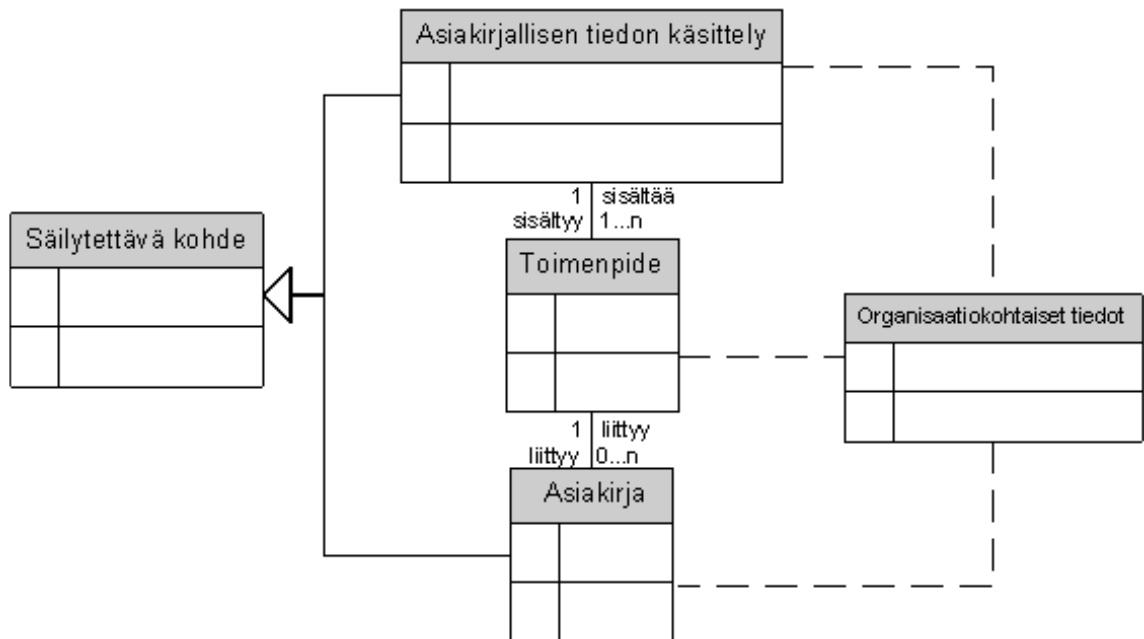 Asiakirjallisen tiedon käsittely
1 sisältää
sisältyy 1...n
Säilytettävä kohde
Toimenpide
Organisaatiokohtaiset tiedot
1 liittyy
liittyy 0...n
Asiakirja